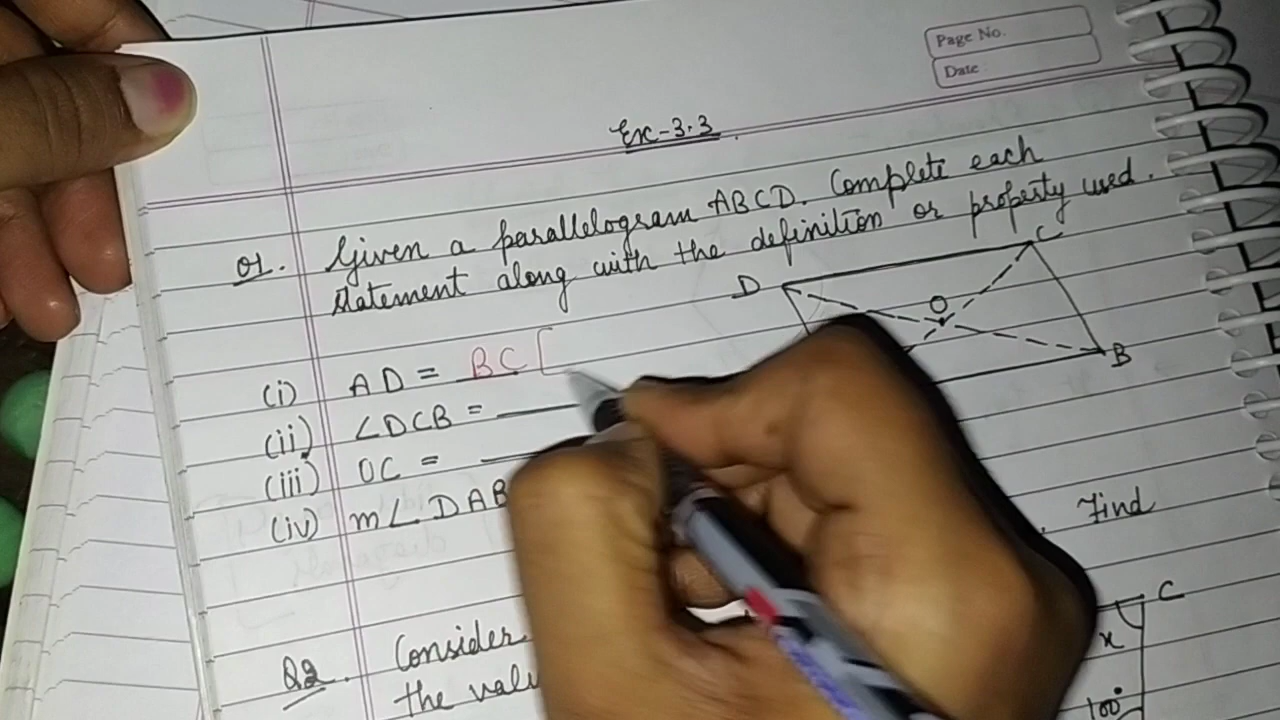 Page No.
Date
Ex-3.3.
Q1. Given a parallelogram ABCD. Complete each
statement along with the definition or property used.
D
C
O
B
(i) AD = BC [
(ii) ∠DCB =
(iii) OC =
(iv) m∠DAB
Find
C
x
100°
Q2. Consider
the